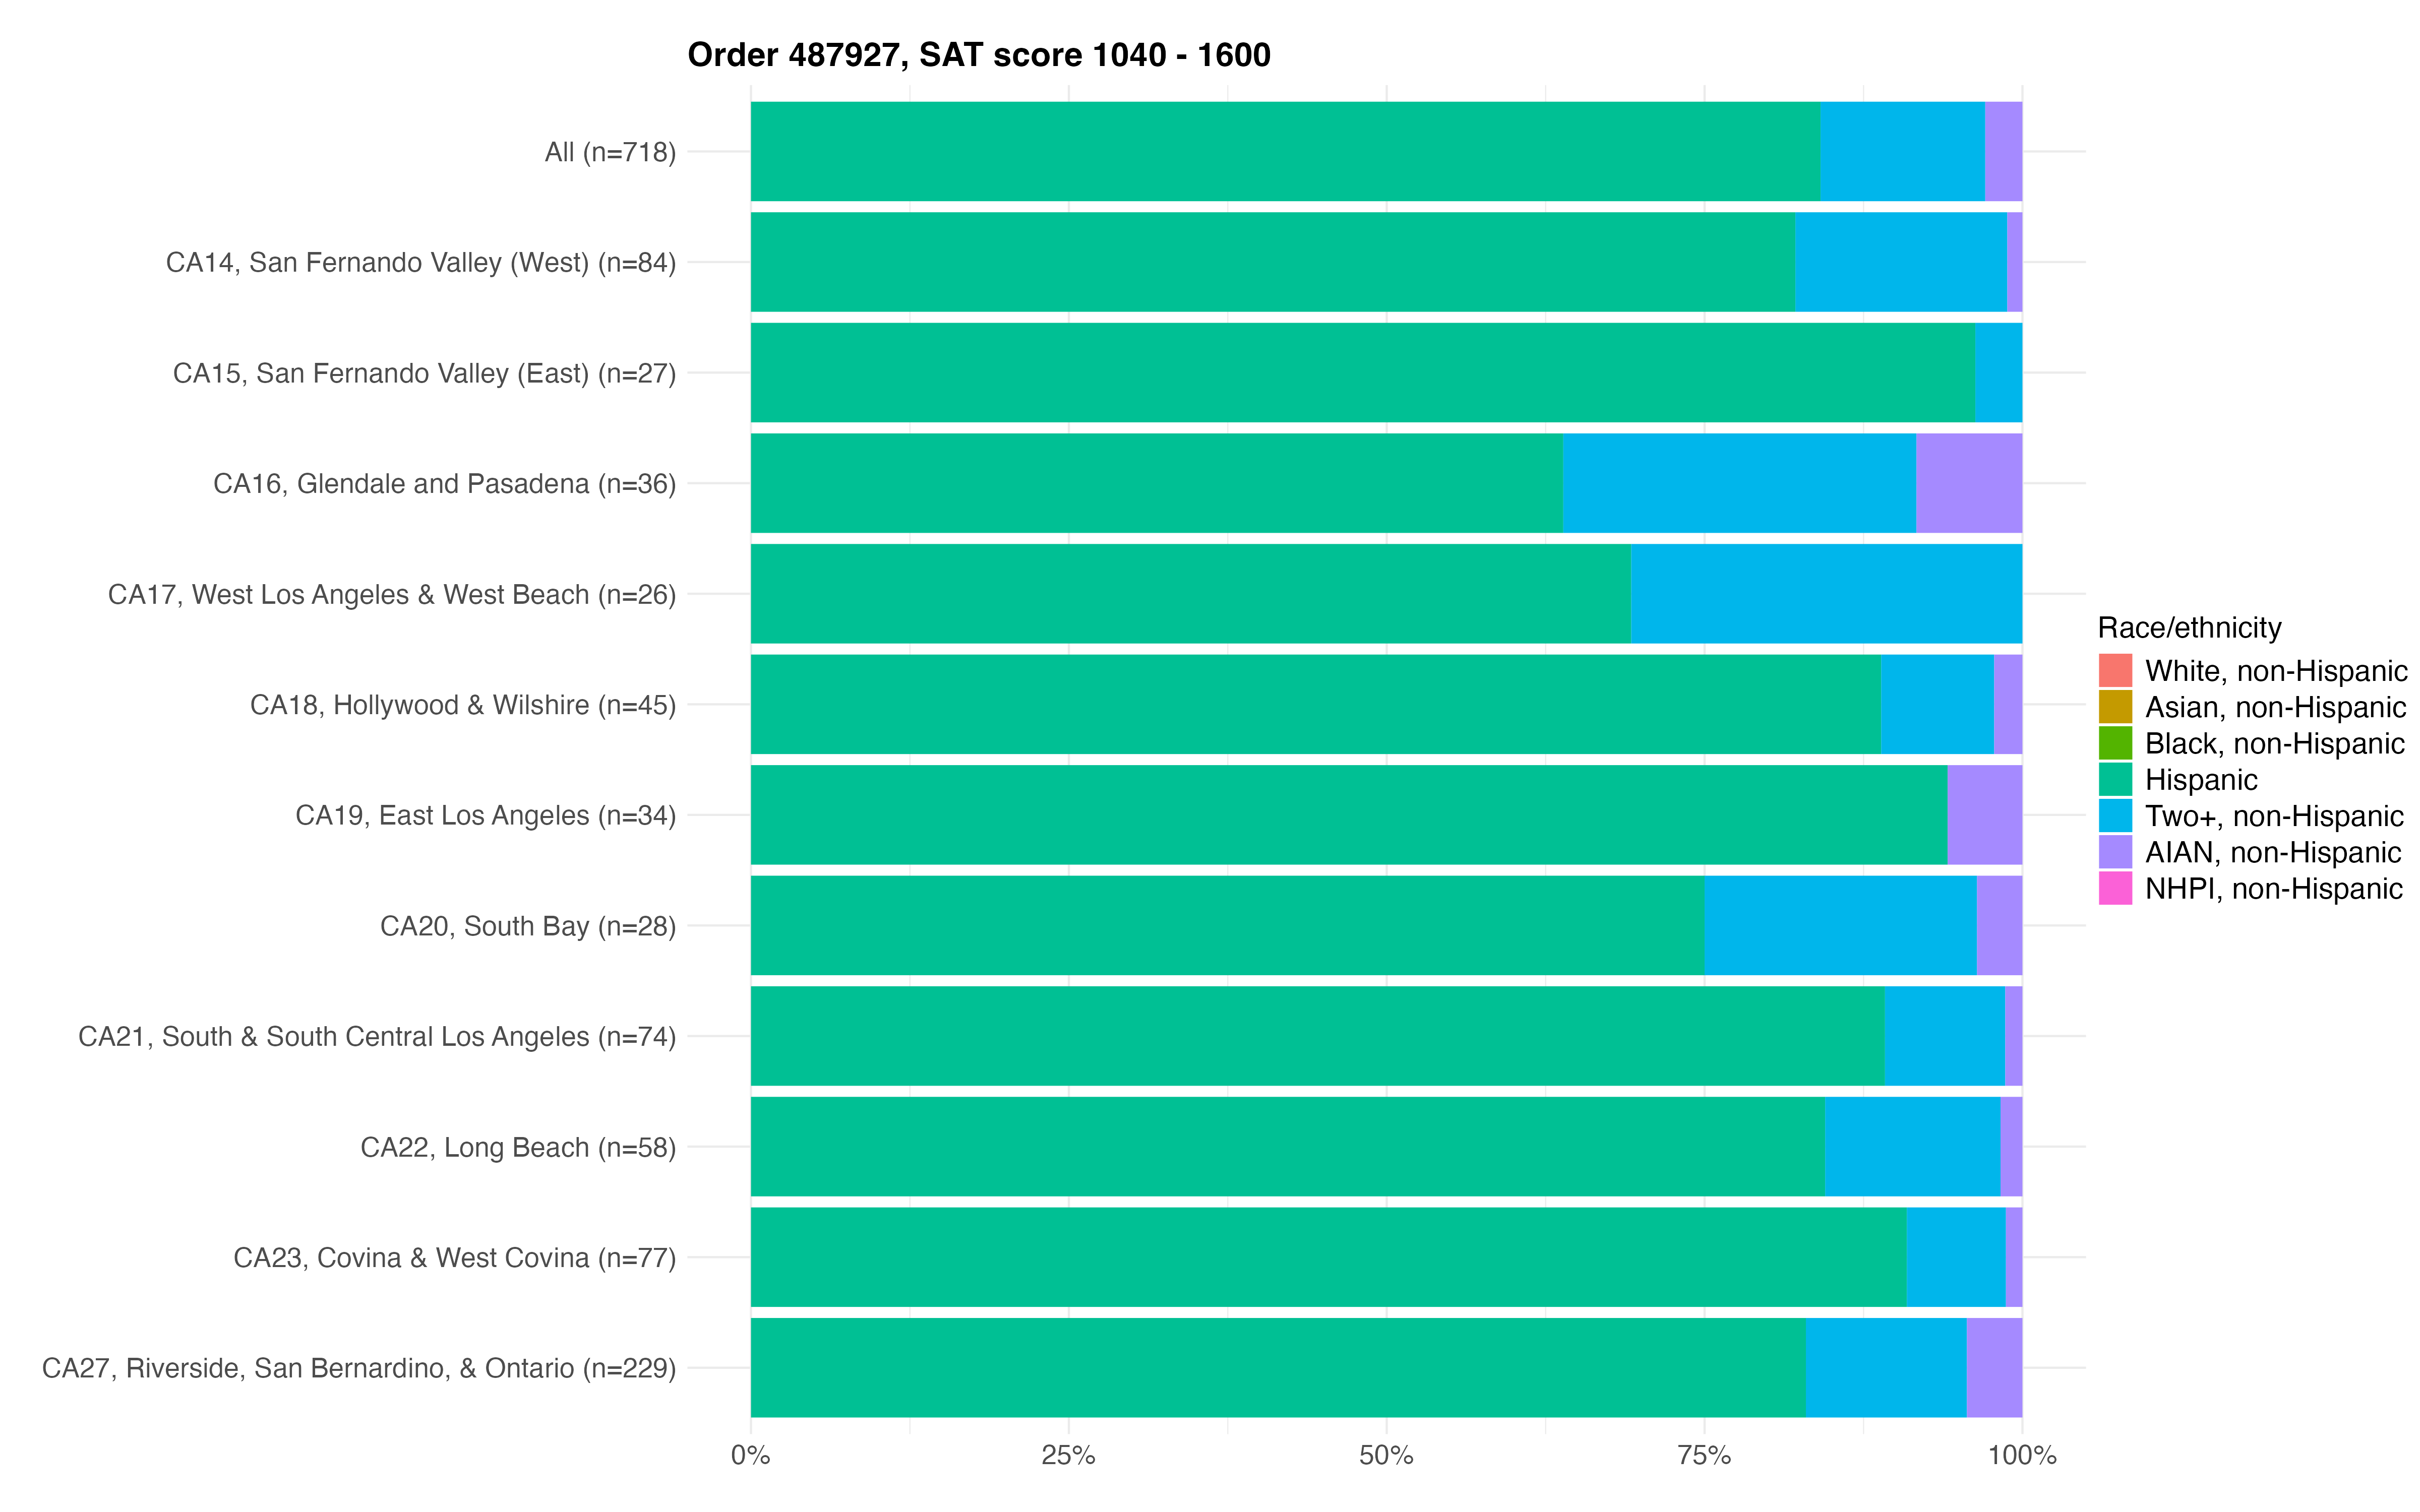 Order 487927, SAT score 1040 - 1600
All (n=718)
CA14, San Fernando Valley (West) (n=84)
CA15, San Fernando Valley (East) (n=27)
CA16, Glendale and Pasadena (n=36)
CA17, West Los Angeles & West Beach (n=26)
CA18, Hollywood & Wilshire (n=45)
CA19, East Los Angeles (n=34)
CA20, South Bay (n=28)
CA21, South & South Central Los Angeles (n=74)
CA22, Long Beach (n=58)
CA23, Covina & West Covina (n=77)
CA27, Riverside, San Bernardino, & Ontario (n=229)
0% 25% 50% 75% 100%
Race/ethnicity
White, non-Hispanic
Asian, non-Hispanic
Black, non-Hispanic
Hispanic
Two+, non-Hispanic
AIAN, non-Hispanic
NHPI, non-Hispanic